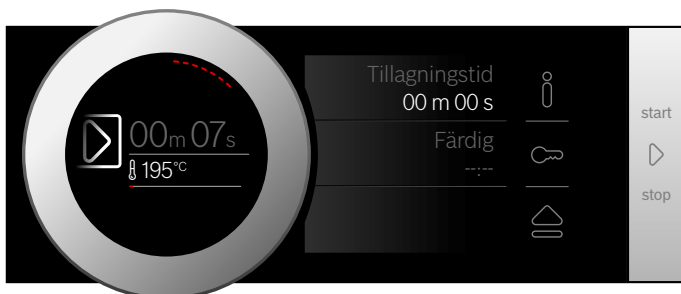 00m 07s
195°C
Tillagningstid
00 m 00 s
Färdig
--:--
start
stop